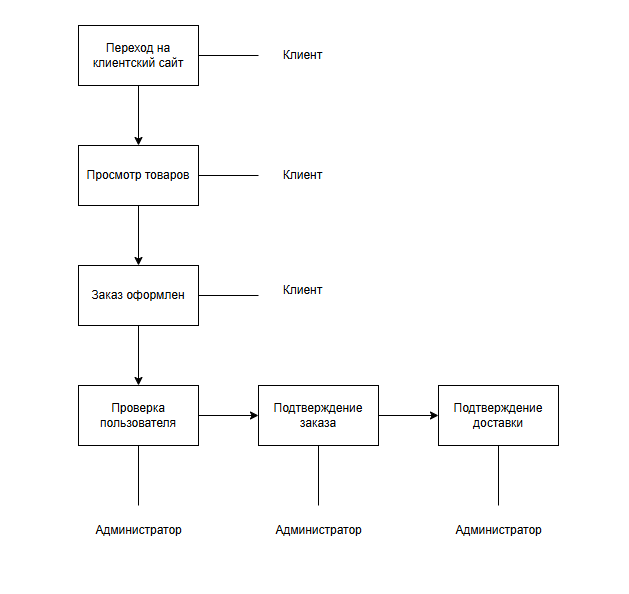 Переход на
клиентский сайт
Клиент
Просмотр товаров
Клиент
Заказ оформлен
Клиент
Проверка
пользователя
Подтверждение
заказа
Подтверждение
доставки
Администратор
Администратор
Администратор